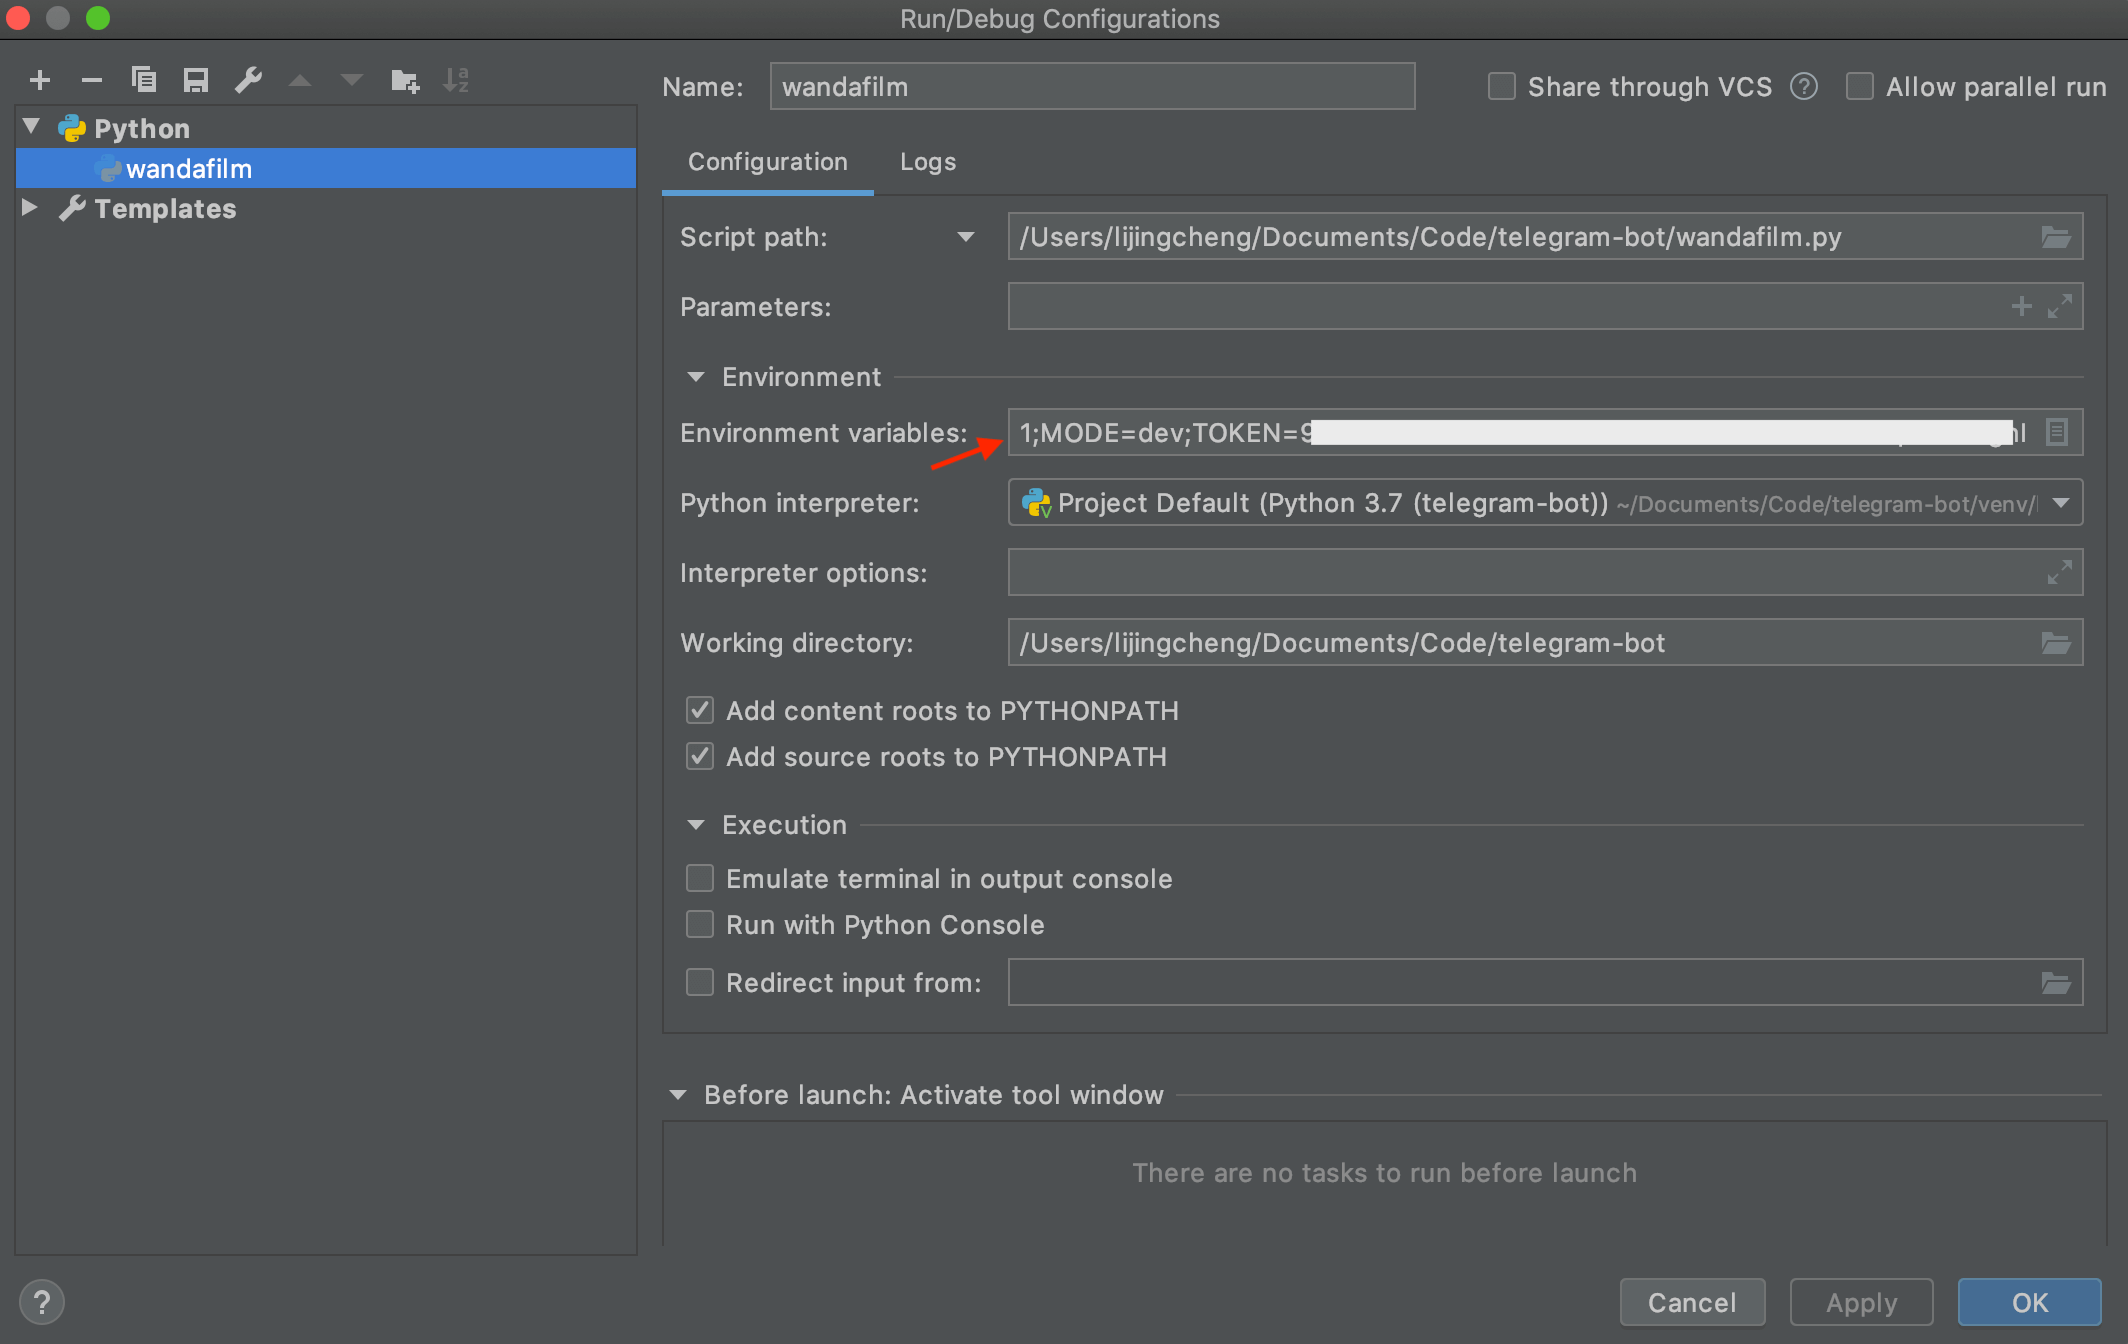 Run/Debug Configurations
Name: wandafilm Share through VCS ? Allow parallel run
Python
wandafilm
Templates
Configuration Logs
Script path: /Users/lijingcheng/Documents/Code/telegram-bot/wandafilm.py
Parameters:
Environment
Environment variables: 1;MODE=dev;TOKEN=9
Python interpreter: Project Default (Python 3.7 (telegram-bot)) ~/Documents/Code/telegram-bot/venv/
Interpreter options:
Working directory: /Users/lijingcheng/Documents/Code/telegram-bot
Add content roots to PYTHONPATH
Add source roots to PYTHONPATH
Execution
Emulate terminal in output console
Run with Python Console
Redirect input from:
Before launch: Activate tool window
There are no tasks to run before launch
? Cancel Apply OK